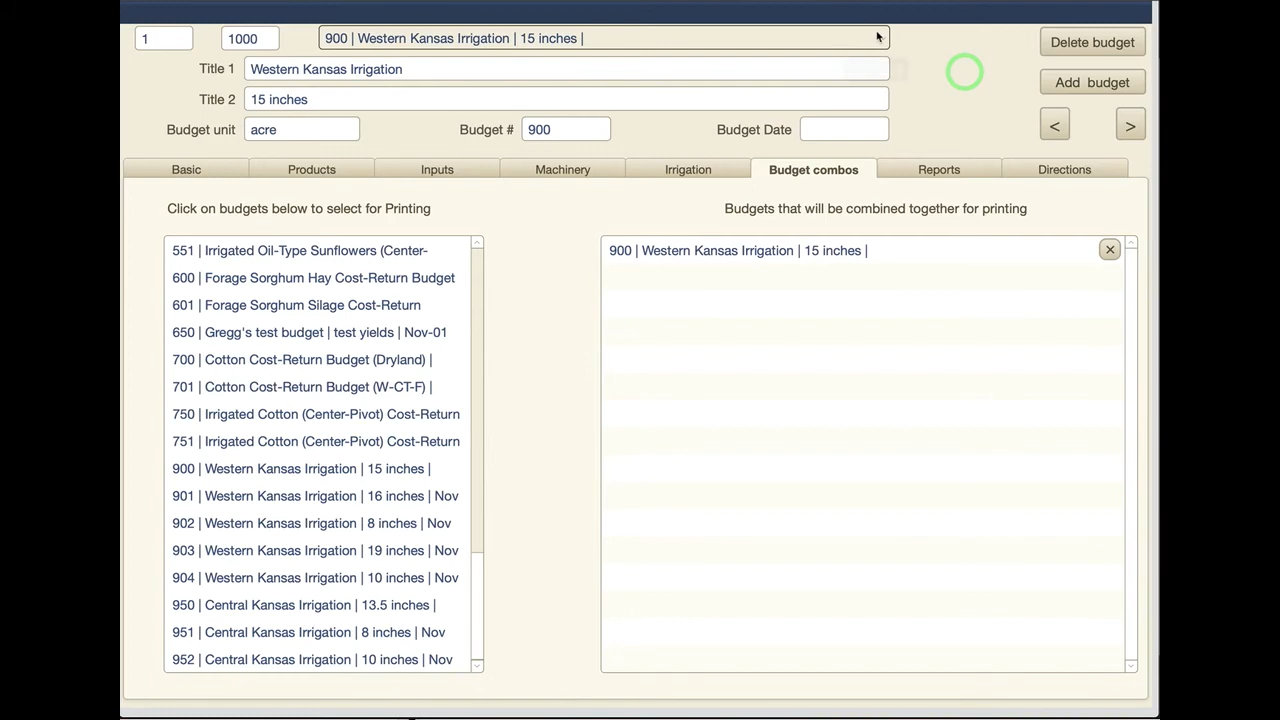 1
1000
900 | Western Kansas Irrigation | 15 inches |
Delete budget
Title 1
Western Kansas Irrigation
Add budget
Title 2
15 inches
Budget unit
acre
Budget #
900
Budget Date
<
>
Basic
Products
Inputs
Machinery
Irrigation
Budget combos
Reports
Directions
Click on budgets below to select for Printing
551 | Irrigated Oil-Type Sunflowers (Center-
600 | Forage Sorghum Hay Cost-Return Budget
601 | Forage Sorghum Silage Cost-Return
650 | Gregg's test budget | test yields | Nov-01
700 | Cotton Cost-Return Budget (Dryland) |
701 | Cotton Cost-Return Budget (W-CT-F) |
750 | Irrigated Cotton (Center-Pivot) Cost-Return
751 | Irrigated Cotton (Center-Pivot) Cost-Return
900 | Western Kansas Irrigation | 15 inches |
901 | Western Kansas Irrigation | 16 inches | Nov
902 | Western Kansas Irrigation | 8 inches | Nov
903 | Western Kansas Irrigation | 19 inches | Nov
904 | Western Kansas Irrigation | 10 inches | Nov
950 | Central Kansas Irrigation | 13.5 inches |
951 | Central Kansas Irrigation | 8 inches | Nov
952 | Central Kansas Irrigation | 10 inches | Nov
Budgets that will be combined together for printing
900 | Western Kansas Irrigation | 15 inches |